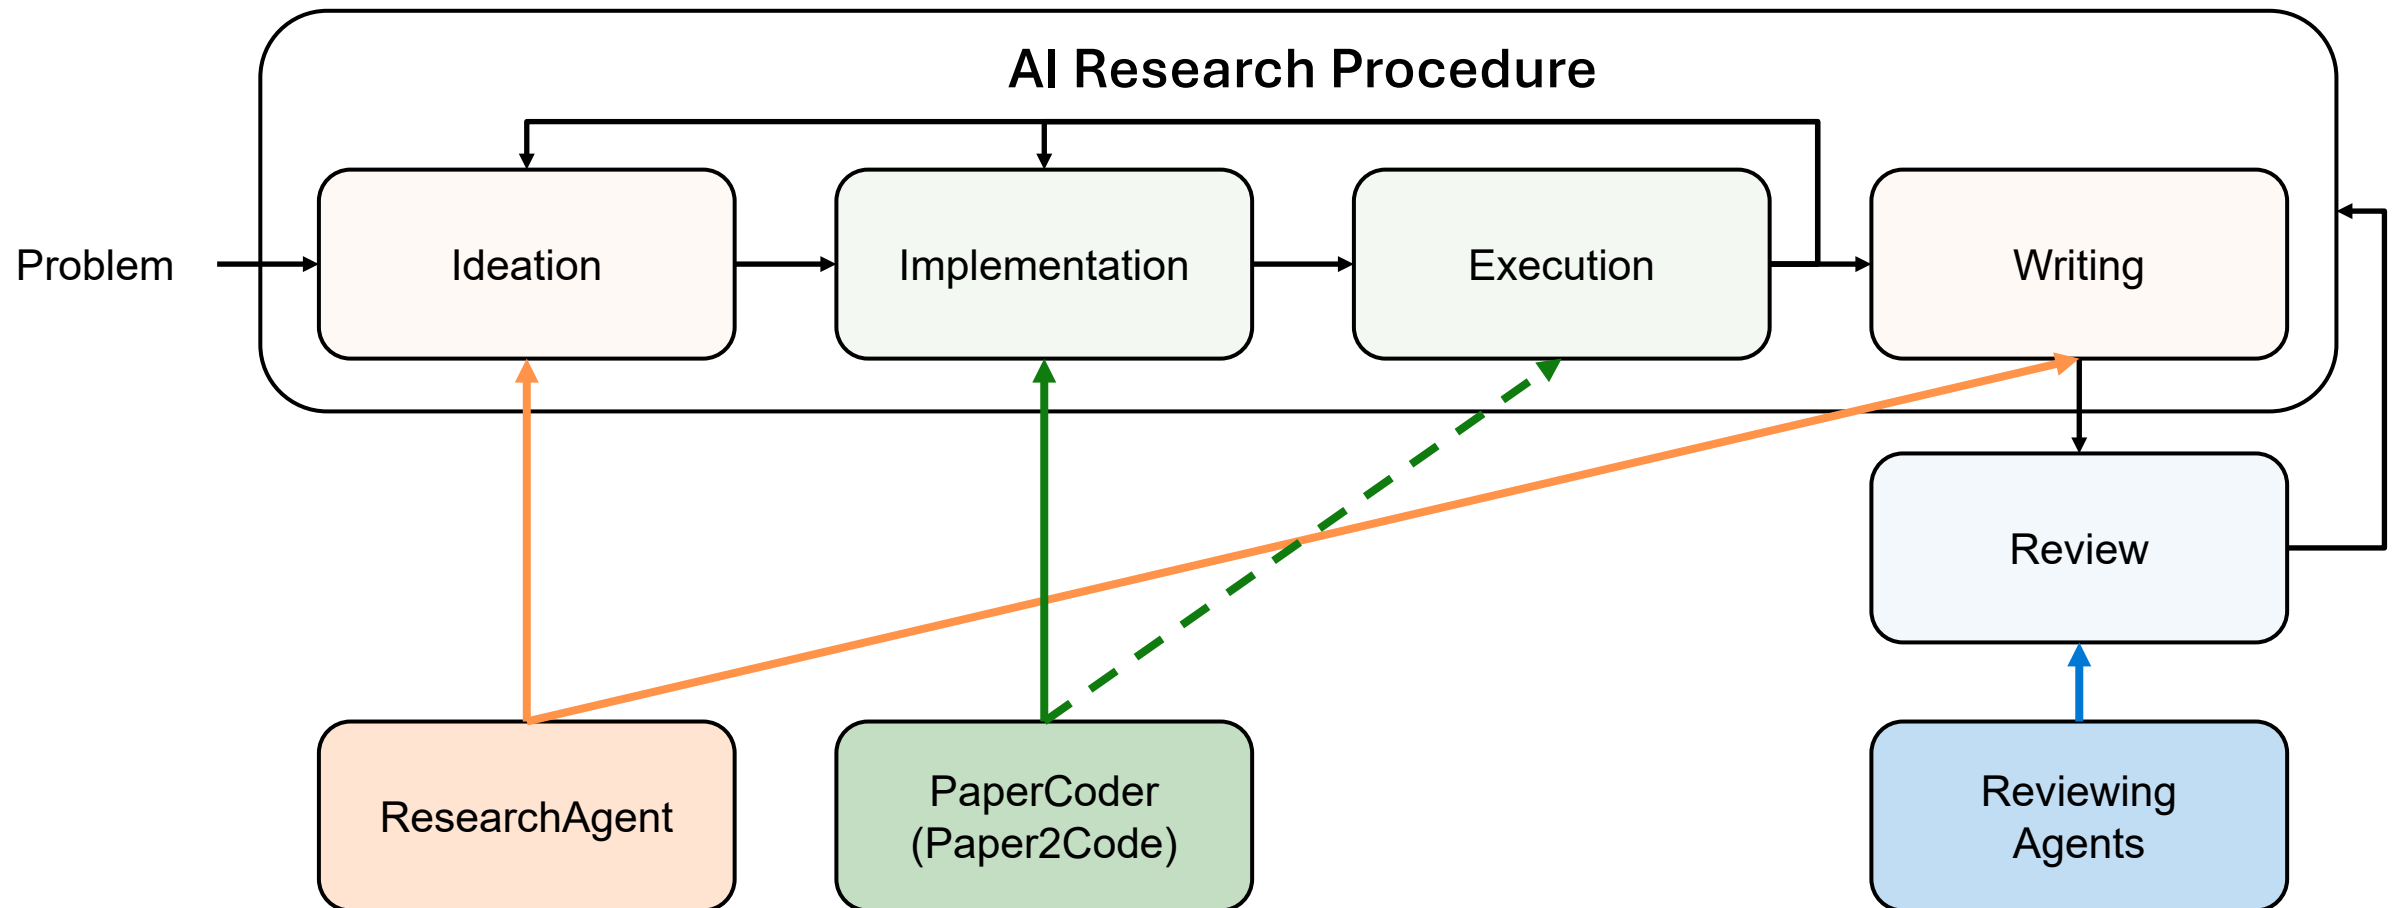 AI Research Procedure
Problem
Ideation
Implementation
Execution
Writing
Review
ResearchAgent
PaperCoder
(Paper2Code)
Reviewing
Agents